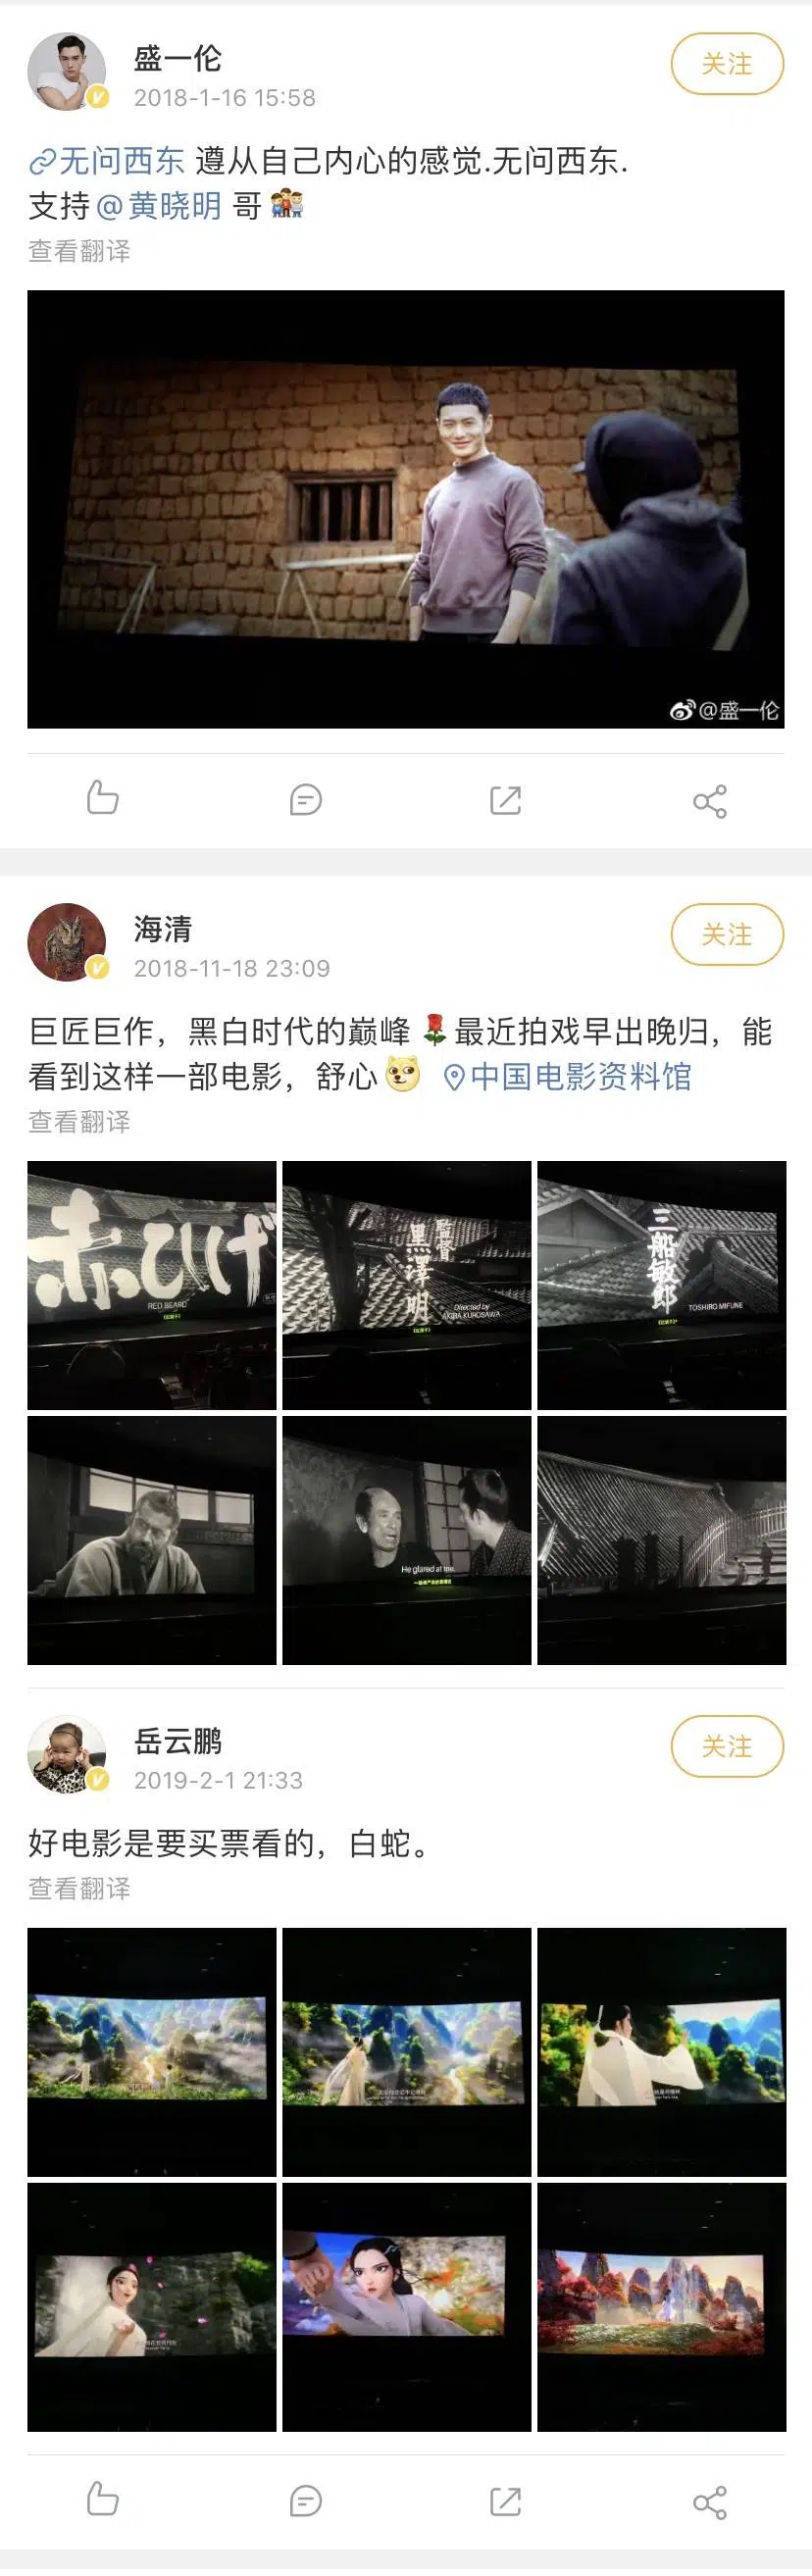 盛一伦
关注
2018-1-16 15:58
无问西东 遵从自己内心的感觉.无问西东.
支持@黄晓明 哥
查看翻译
@盛一伦
海清
关注
2018-11-18 23:09
巨匠巨作，黑白时代的巅峰 最近拍戏早出晚归，能
看到这样一部电影，舒心 中国电影资料馆
查看翻译
赤ひげ
RED BEARD
監督
黒澤明
Directed by
AKIRA KUROSAWA
三船敏郎
TOSHIRO MIFUNE
He glared at me.
岳云鹏
关注
2019-2-1 21:33
好电影是要买票看的，白蛇。
查看翻译